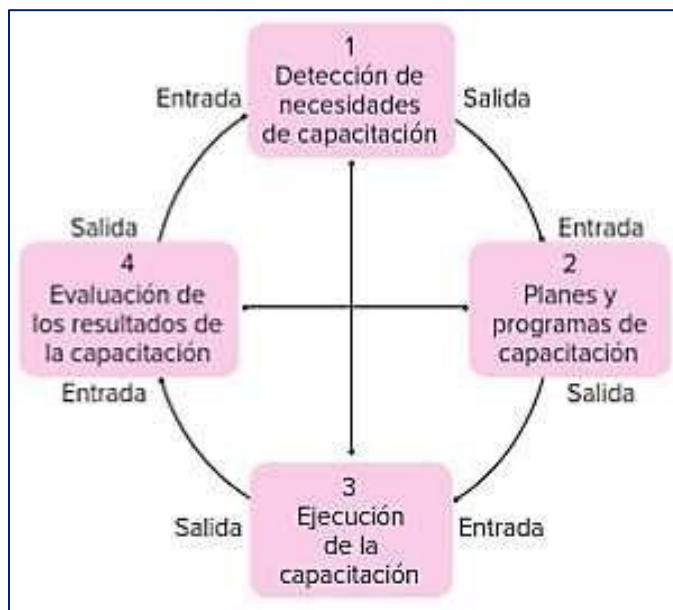 1
Detección de
necesidades
de capacitación
Entrada
Salida
Salida
Entrada
4
Evaluación de
los resultados de
la capacitación
2
Planes y
programas de
capacitación
Entrada
Salida
3
Ejecución
de la
capacitación
Salida
Entrada